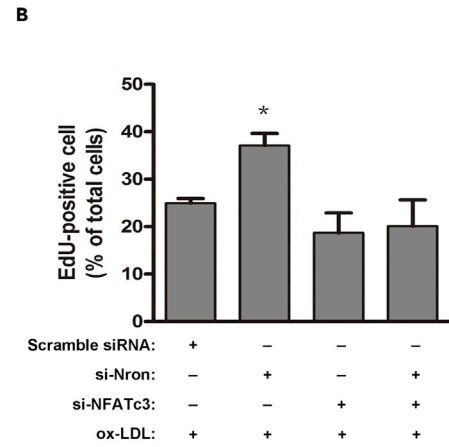 B
50
40
30
20
10
0
EdU-positive cell
(% of total cells)
*
Scramble siRNA: + – – –
si-Nron: – + – +
si-NFATc3: – – + +
ox-LDL: + + + +